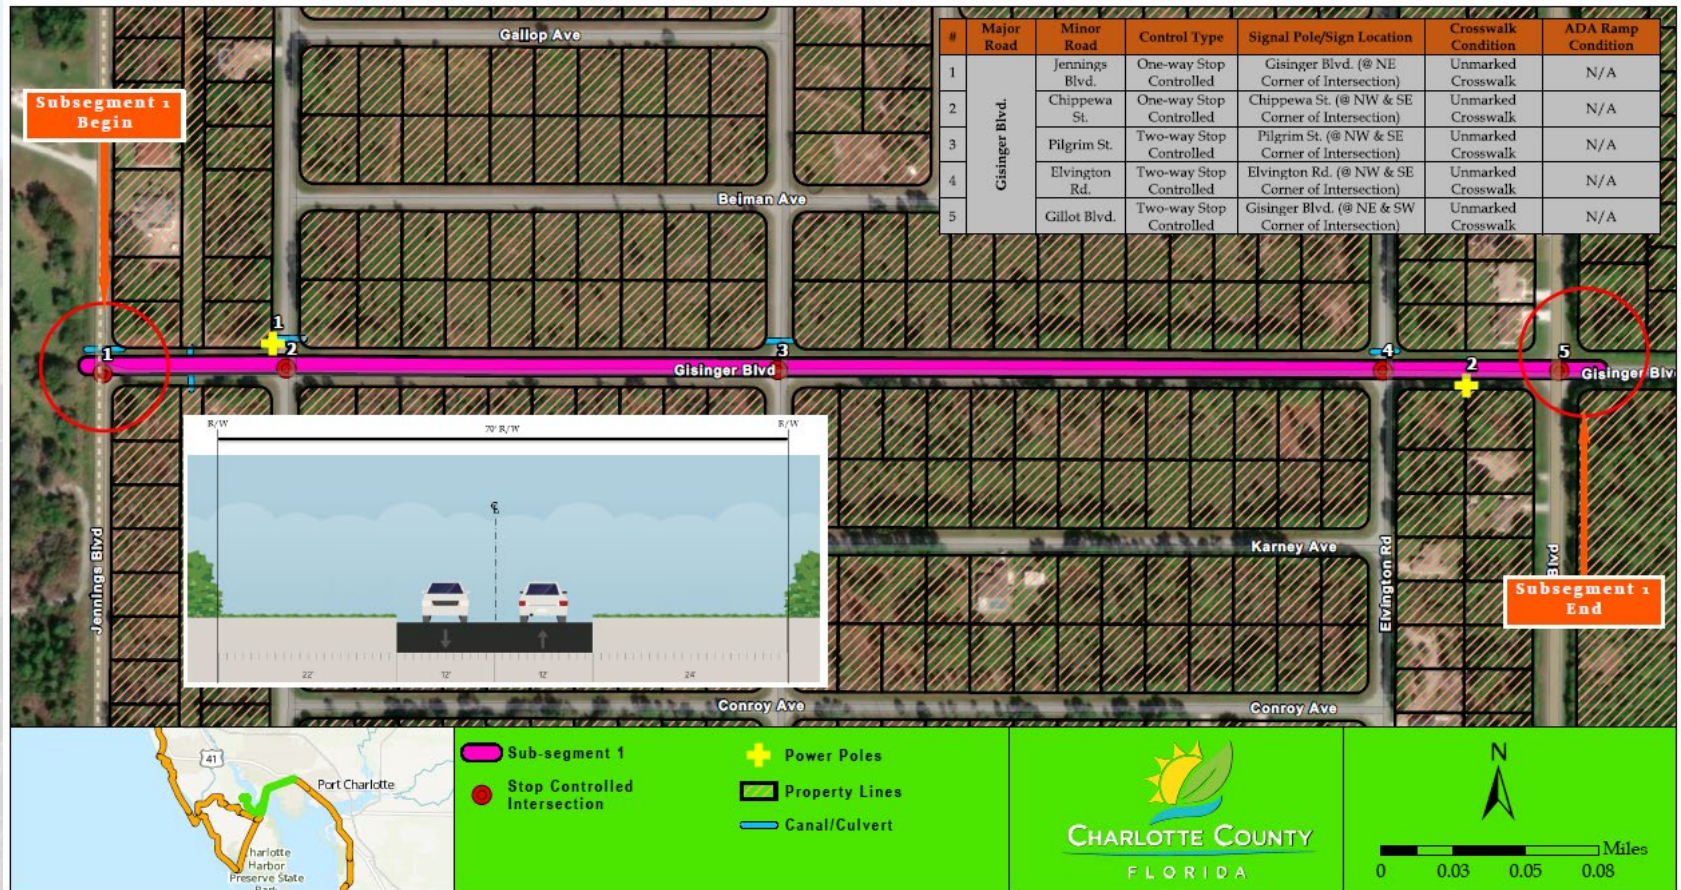 Gallop Ave
Subsegment 1
Begin
# Major Road Minor Road Control Type Signal Pole/Sign Location Crosswalk Condition ADA Ramp Condition
Gisinger Blvd.
1 Jennings Blvd. One-way Stop Controlled Gisinger Blvd. (@ NE Corner of Intersection) Unmarked Crosswalk N/A
2 Chippewa St. One-way Stop Controlled Chippewa St. (@ NW & SE Corner of Intersection) Unmarked Crosswalk N/A
3 Pilgrim St. Two-way Stop Controlled Pilgrim St. (@ NW & SE Corner of Intersection) Unmarked Crosswalk N/A
4 Elvington Rd. Two-way Stop Controlled Elvington Rd. (@ NW & SE Corner of Intersection) Unmarked Crosswalk N/A
5 Gillot Blvd. Two-way Stop Controlled Gisinger Blvd. (@ NE & SW Corner of Intersection) Unmarked Crosswalk N/A
Beiman Ave
1
1 2 3 4 5
2
Gisinger Blvd
Gisinger Blv
R/W 70' R/W R/W
22' 12' 12' 24'
Jennings Blvd
Karney Ave
Elvington Rd
Blvd
Subsegment 1
End
Conroy Ave
Conroy Ave
41
Port Charlotte
Charlotte
Harbor
Preserve State
Sub-segment 1
Stop Controlled
Intersection
Power Poles
Property Lines
Canal/Culvert
CHARLOTTE COUNTY
FLORIDA
N
Miles
0 0.03 0.05 0.08